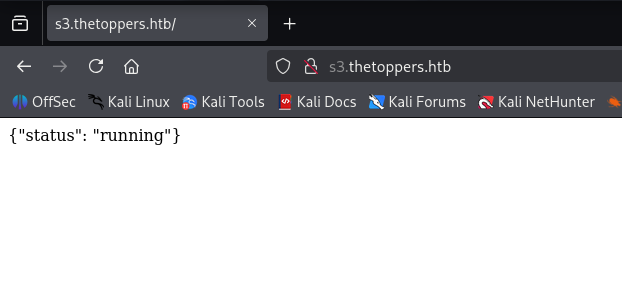 s3.thetoppers.htb/
s3.thetoppers.htb
OffSec Kali Linux Kali Tools Kali Docs Kali Forums Kali NetHunter
{"status": "running"}